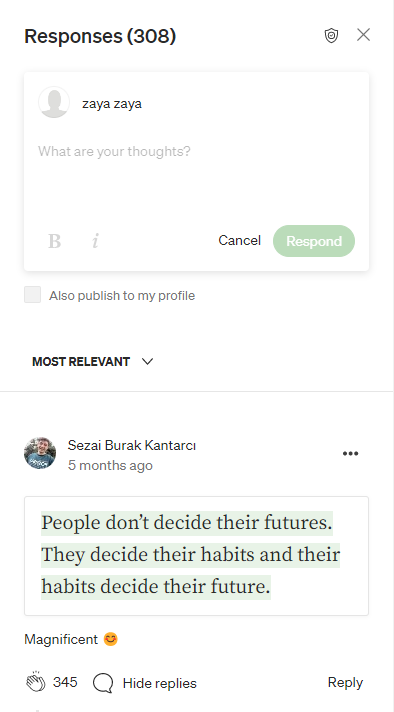 Responses (308)
zaya zaya
What are your thoughts?
B i Cancel Respond
Also publish to my profile
MOST RELEVANT
Sezai Burak Kantarcı
5 months ago
People don’t decide their futures.
They decide their habits and their
habits decide their future.
Magnificent 😊
345 Hide replies Reply